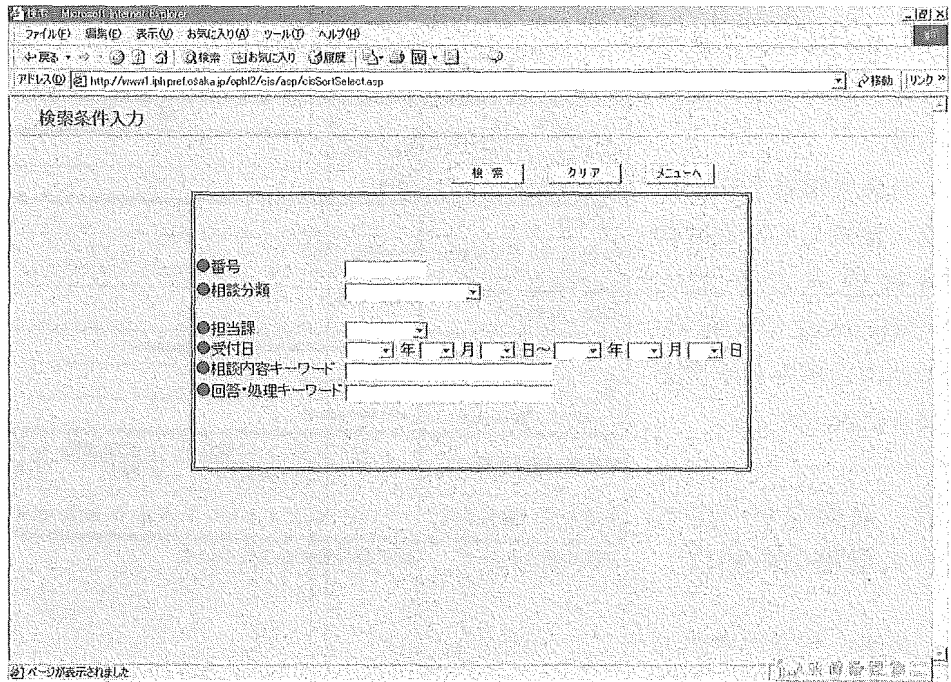 Microsoft Internet Explorer
ファイル(F) 編集(E) 表示(V) お気に入り(A) ツール(T) ヘルプ(H)
戻る 検索 お気に入り 履歴
アドレス(D) http://www1.iph.pref.osaka.jp/ophl2/sis/asp/cisSortSelect.asp 移動 リンク »
検索条件入力
検 索 クリア メニューへ
●番号
●相談分類
●担当課
●受付日 年 月 日～ 年 月 日
●相談内容キーワード
●回答・処理キーワード
ページが表示されました